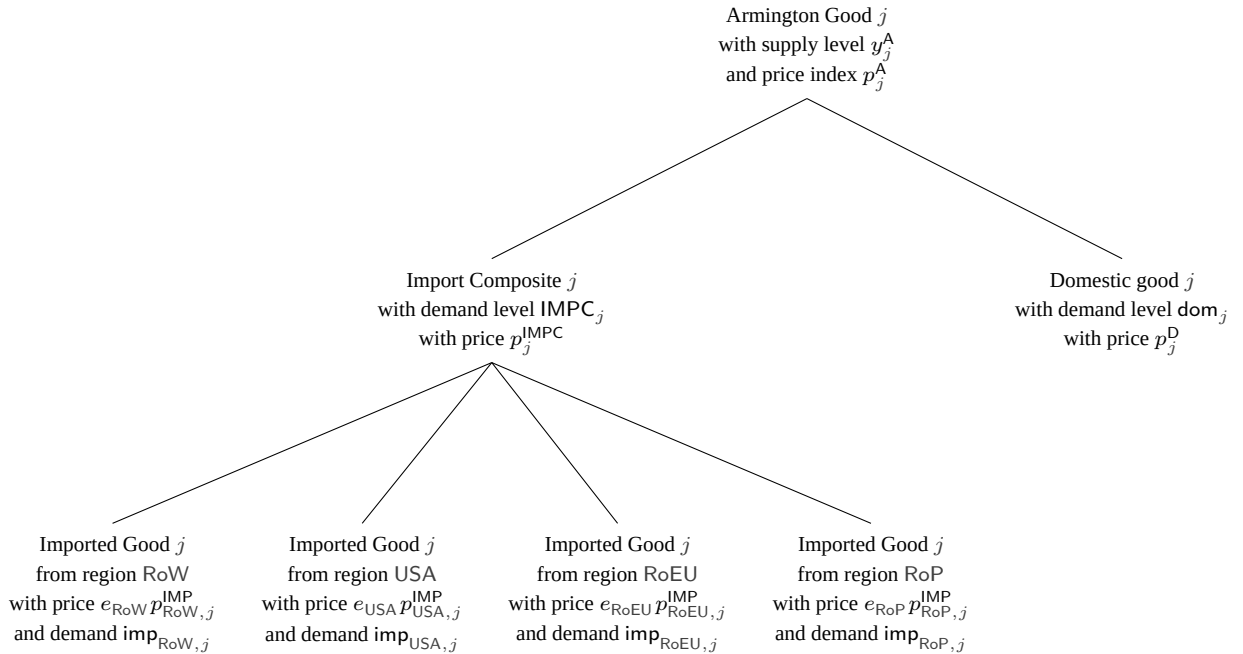 Armington Good j
with supply level y_j^A
and price index p_j^A
Import Composite j
with demand level IMPC_j
with price p_j^IMPC
Domestic good j
with demand level dom_j
with price p_j^D
Imported Good j
from region RoW
with price e_RoW p_RoW,j^IMP
and demand imp_RoW,j
Imported Good j
from region USA
with price e_USA p_USA,j^IMP
and demand imp_USA,j
Imported Good j
from region RoEU
with price e_RoEU p_RoEU,j^IMP
and demand imp_RoEU,j
Imported Good j
from region RoP
with price e_RoP p_RoP,j^IMP
and demand imp_RoP,j